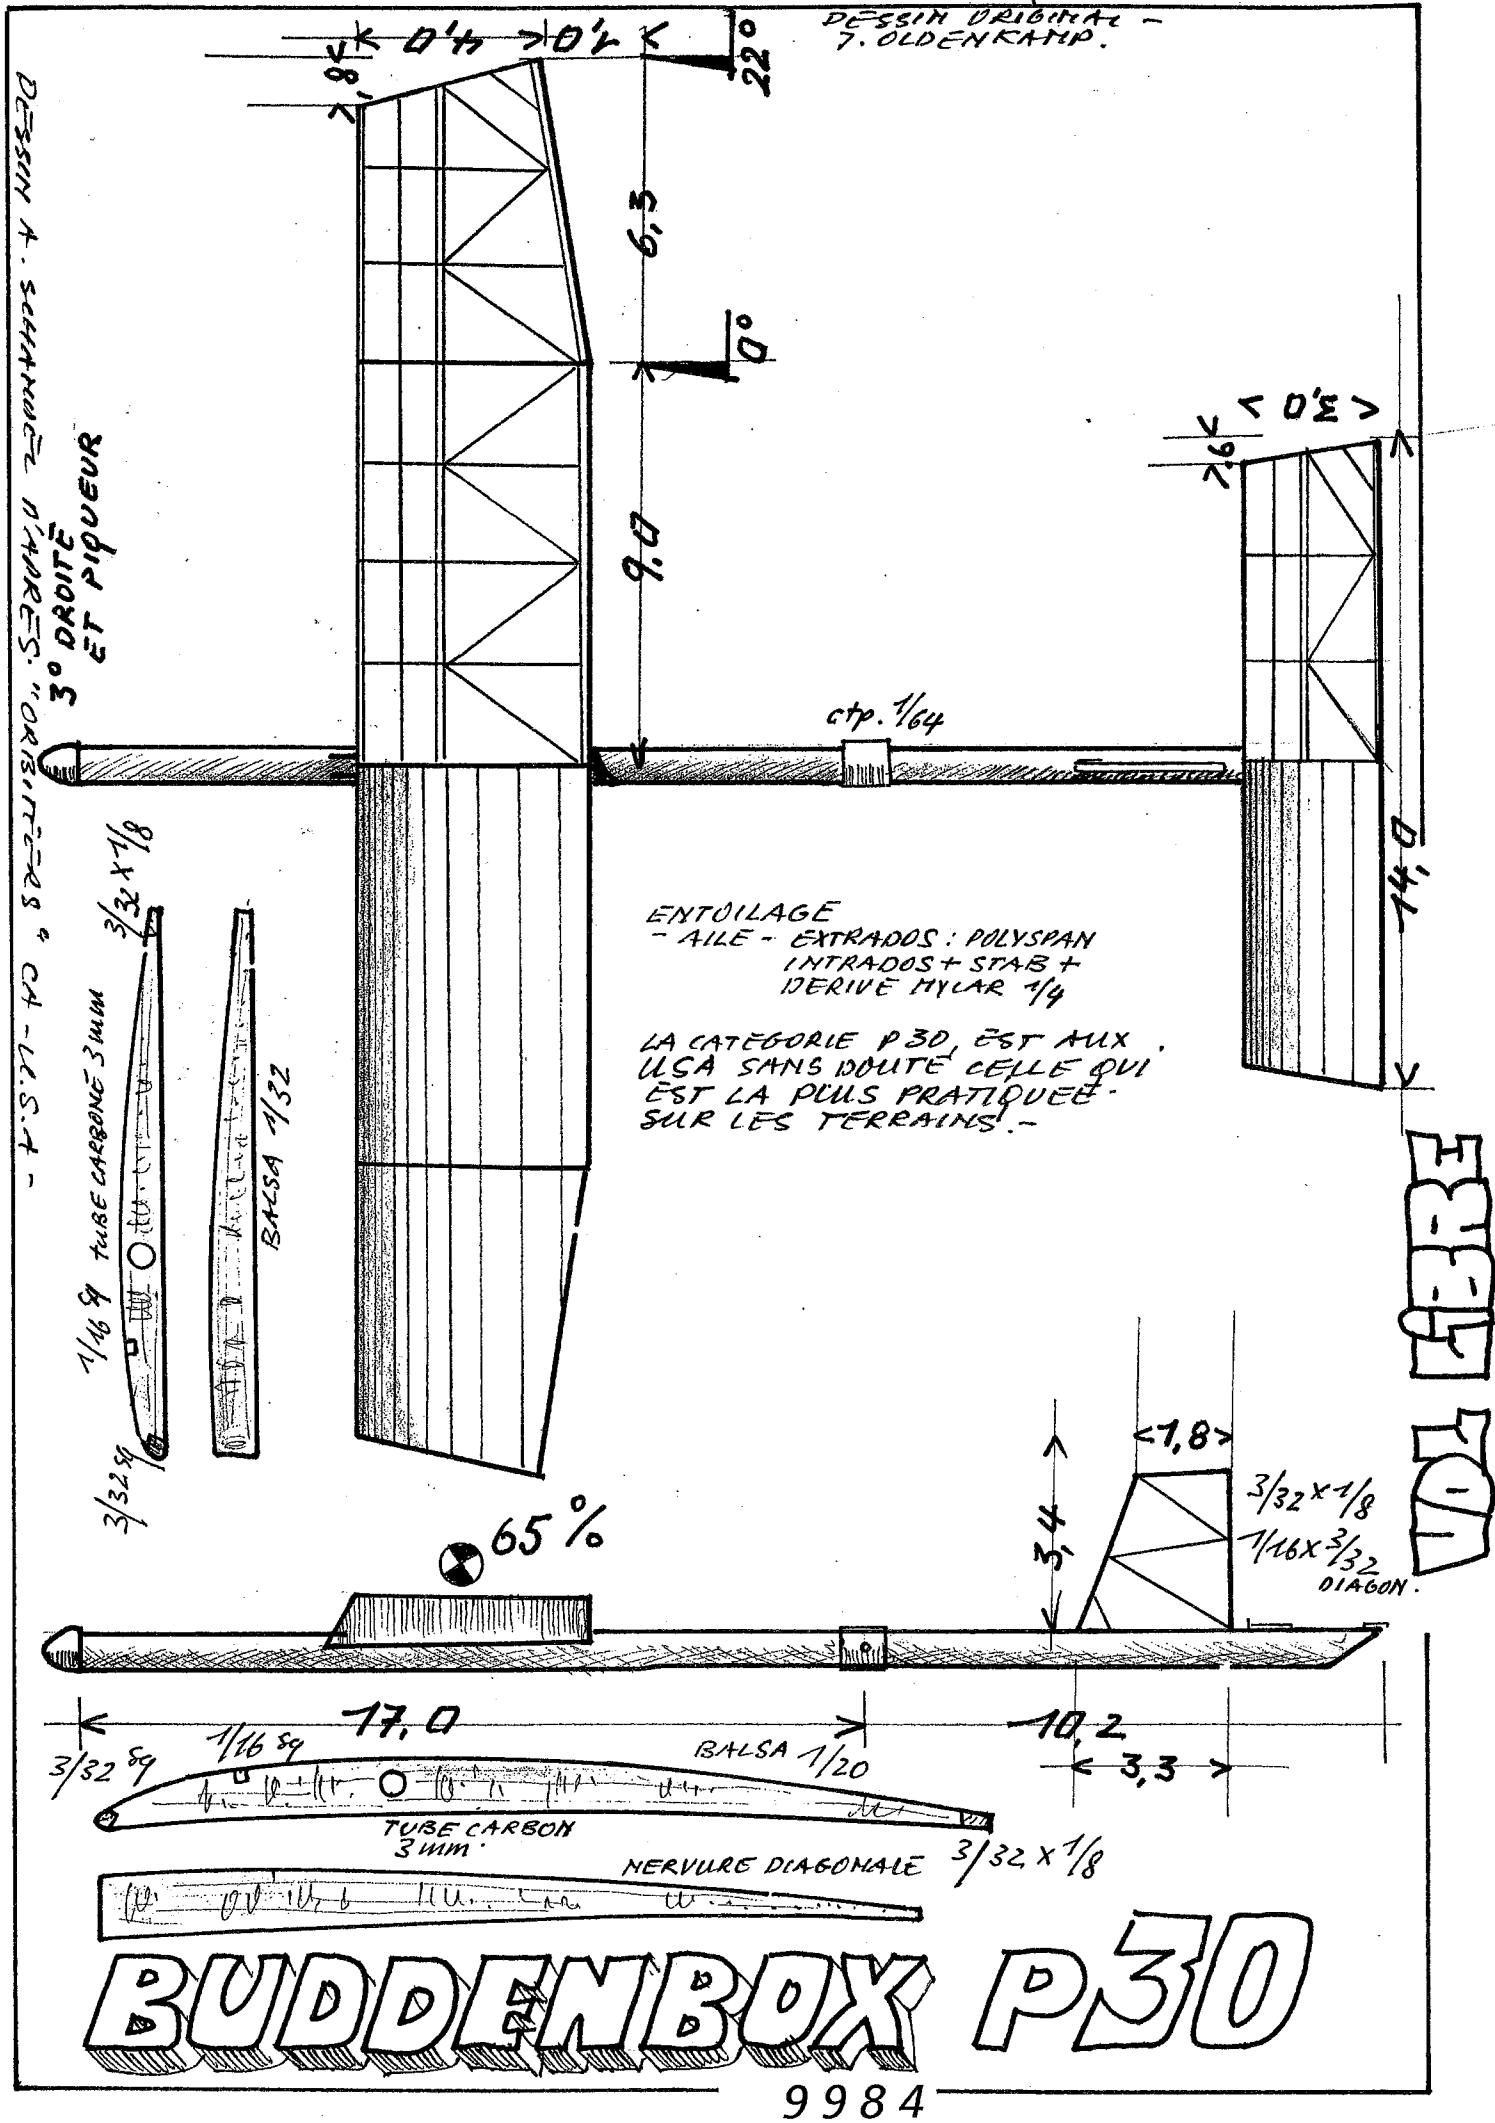 DESSIN ORIGINAL -
J. OLDENKAMP.
4,0
1,0
,8
22°
6,3
0°
9.0
DESSIN A. SCHANDEL D'APRES. "ORBITEERS" CA - U.S.A -
3° DROITE
ET PIQUEUR
ctp. 1/64
3,0
,6
14,0
3/32 X 1/8
TUBE CARBONE 3mm
1/16 sq
3/32 sq
BALSA 1/32
ENTOILAGE
- AILE - EXTRADOS : POLYSPAN
INTRADOS + STAB +
DERIVE MYLAR 1/4
LA CATEGORIE P 30, EST AUX
USA SANS DOUTE CELLE QUI
EST LA PLUS PRATIQUEE -
SUR LES TERRAINS. -
VOL LIBRE
65 %
1,8
3,4
3/32 X 1/8
1/16 X 3/32
DIAGON.
17,0
10,2
3,3
3/32 sq
1/16 sq
BALSA 1/20
TUBE CARBON
3 mm.
3/32 X 1/8
NERVURE DIAGONALE
BUDDENBOX P30
9984